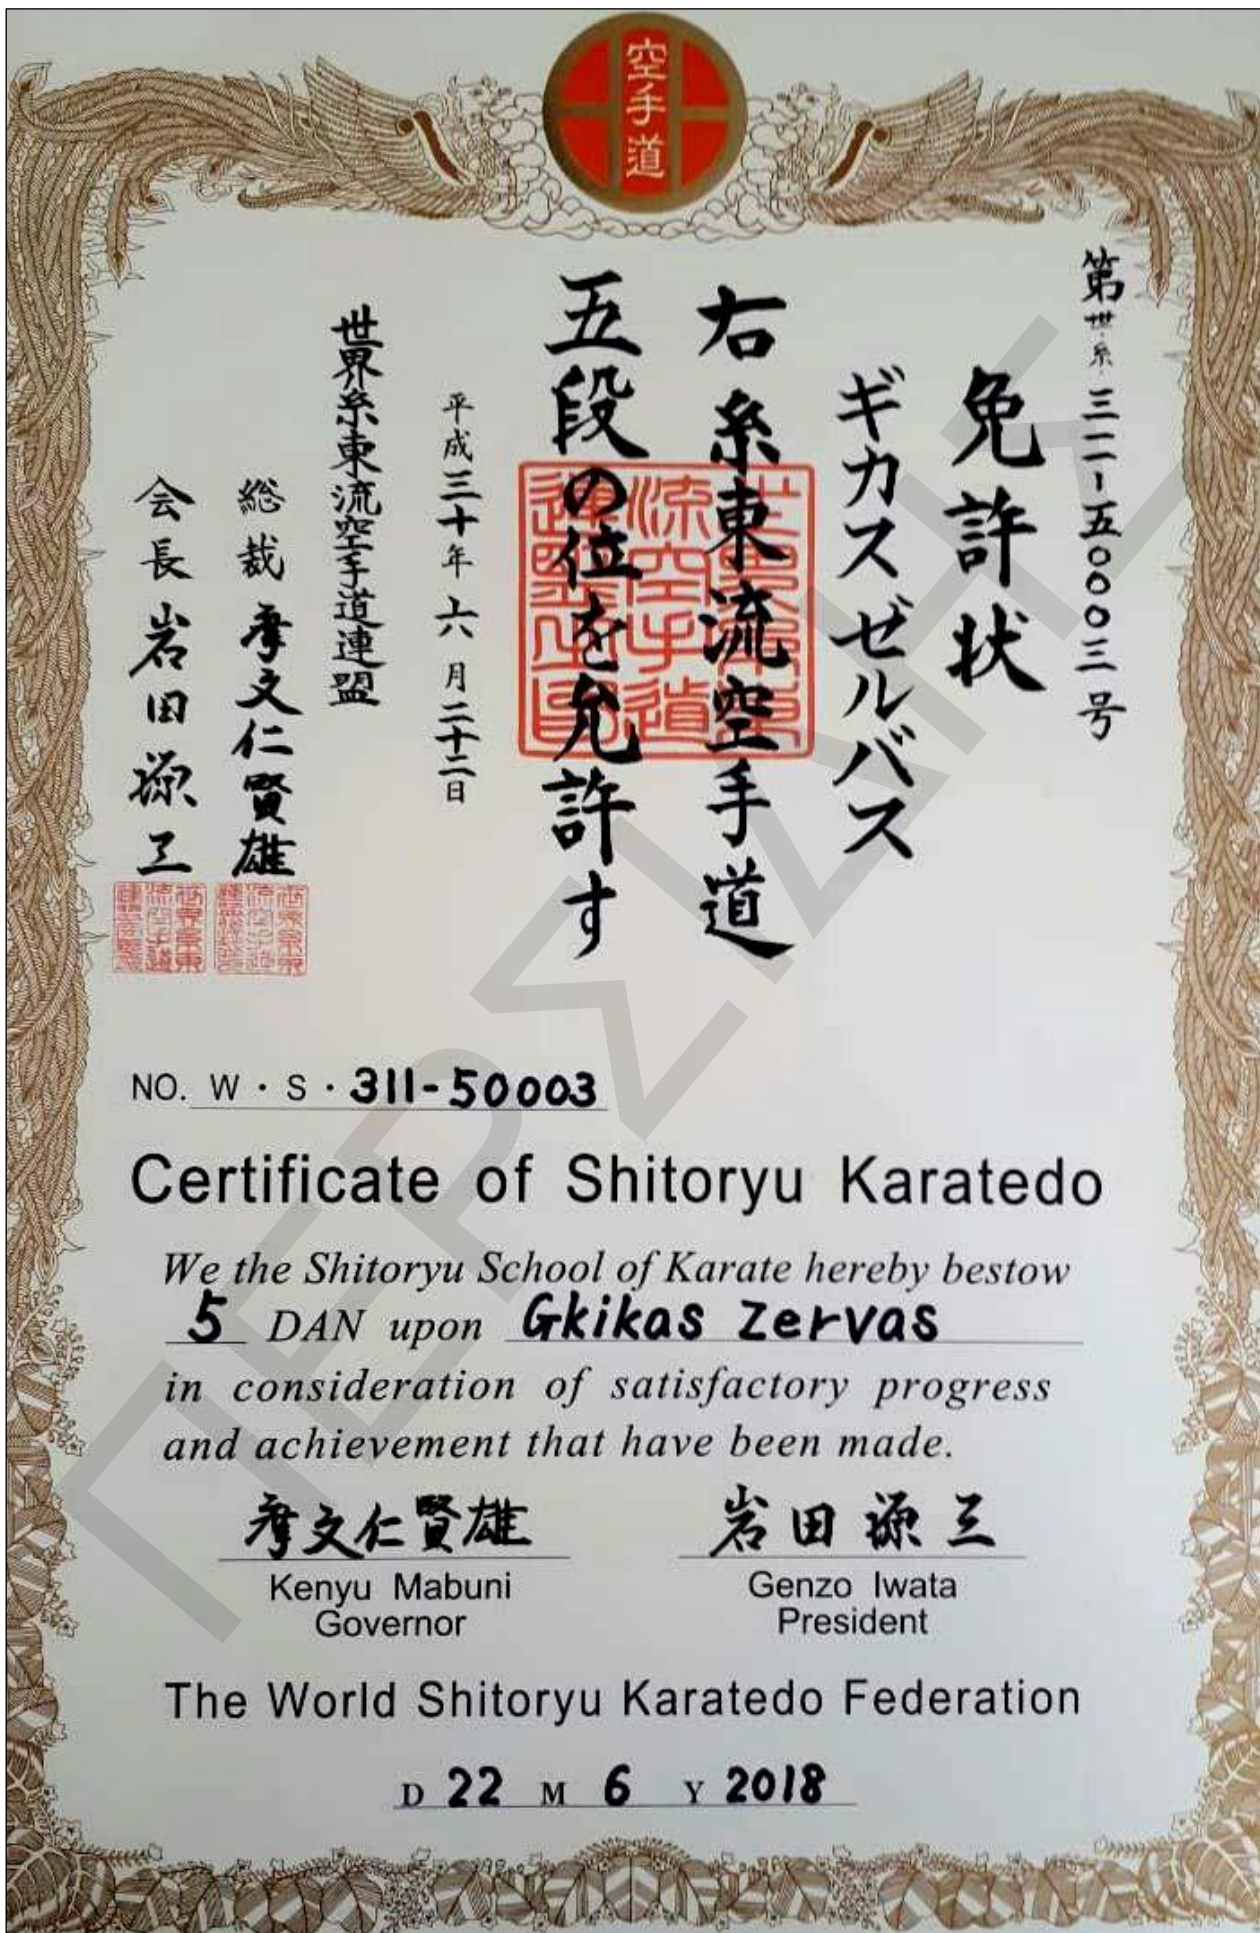 空手道
第世糸三一一-五〇〇〇三号
免許状
ギカスゼルバス
右糸東流空手道
五段の位を允許す
平成三十年六月二十二日
世界糸東流空手道連盟
総裁 摩文仁賢雄
会長 岩田源三
NO. W・S・311-50003
Certificate of Shitoryu Karatedo
We the Shitoryu School of Karate hereby bestow
5 DAN upon Gkikas Zervas
in consideration of satisfactory progress
and achievement that have been made.
摩文仁賢雄 岩田源三
Kenyu Mabuni Genzo Iwata
Governor President
The World Shitoryu Karatedo Federation
D 22 M 6 Y 2018